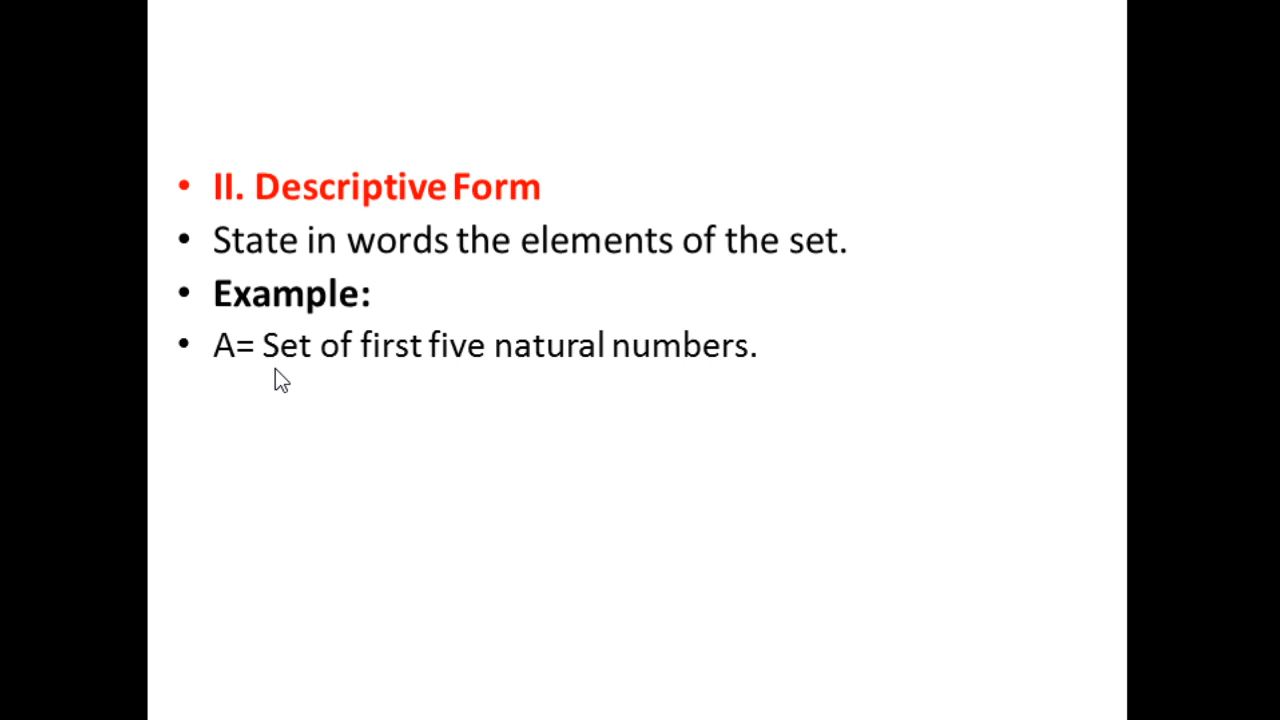 • II. Descriptive Form
• State in words the elements of the set.
• Example:
• A= Set of first five natural numbers.